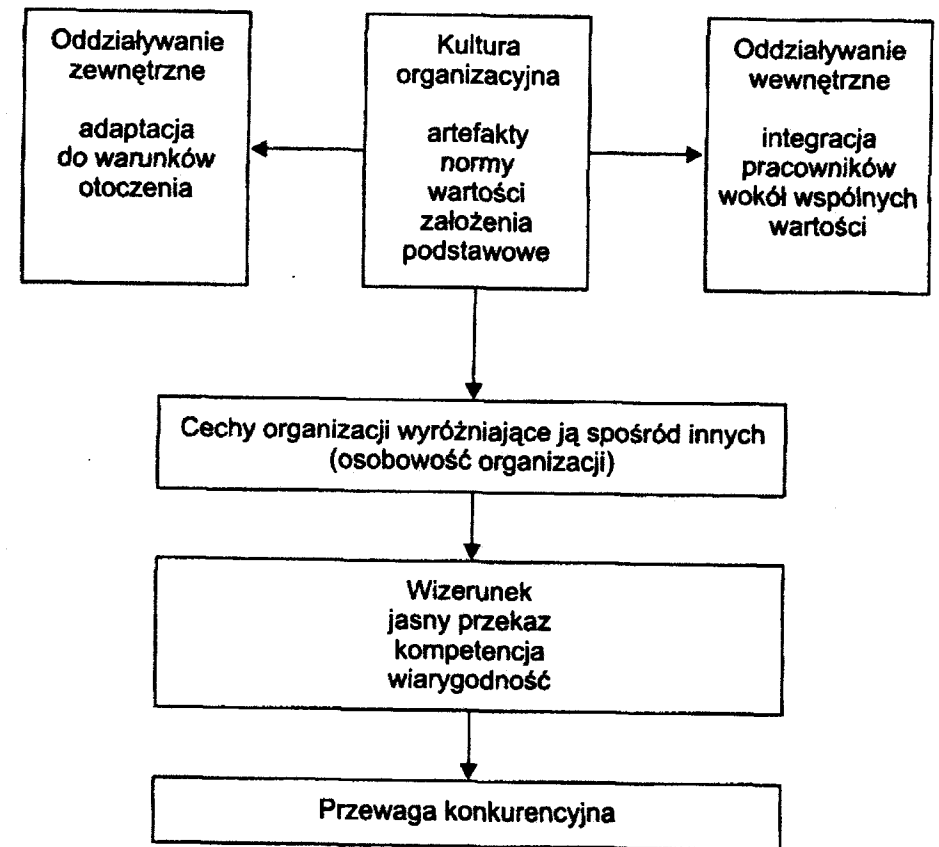 Oddziaływanie
zewnętrzne
adaptacja
do warunków
otoczenia
Kultura
organizacyjna
artefakty
normy
wartości
założenia
podstawowe
Oddziaływanie
wewnętrzne
integracja
pracowników
wokół wspólnych
wartości
Cechy organizacji wyróżniające ją spośród innych
(osobowość organizacji)
Wizerunek
jasny przekaz
kompetencja
wiarygodność
Przewaga konkurencyjna